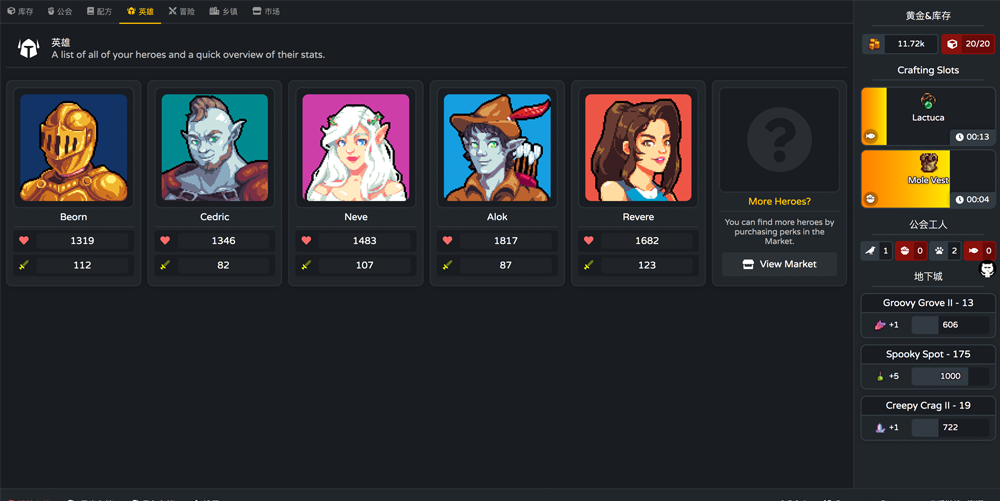 库存 公会 配方 英雄 冒险 乡镇 市场
英雄
A list of all of your heroes and a quick overview of their stats.
Beorn
1319
112
Cedric
1346
82
Neve
1483
107
Alok
1817
87
Revere
1682
123
More Heroes?
You can find more heroes by
purchasing perks in the
Market.
View Market
黄金&库存
11.72k 20/20
Crafting Slots
Lactuca
00:13
Mole Vest
00:04
公会工人
1 0 2 0
地下城
Groovy Grove II - 13
+1 606
Spooky Spot - 175
+5 1000
Creepy Crag II - 19
+1 722